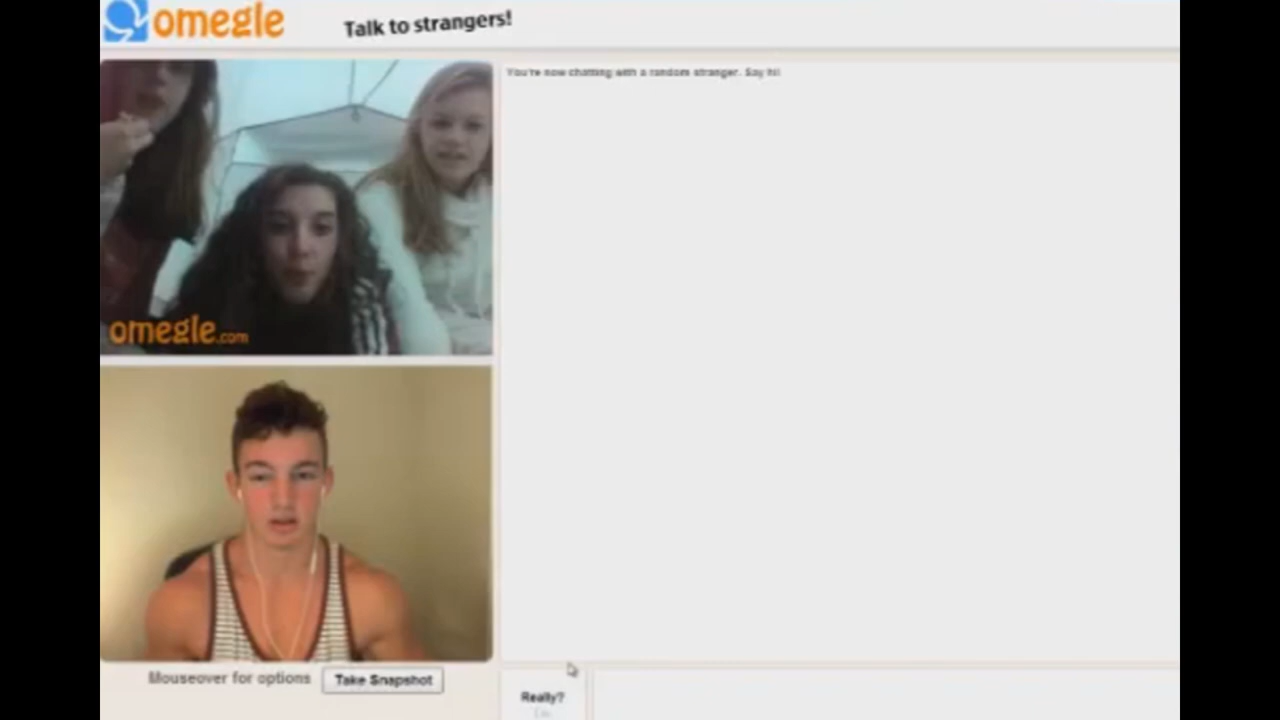 omegle
Talk to strangers!
You're now chatting with a random stranger. Say hi!
omegle.com
Mouseover for options
Take Snapshot
Really?